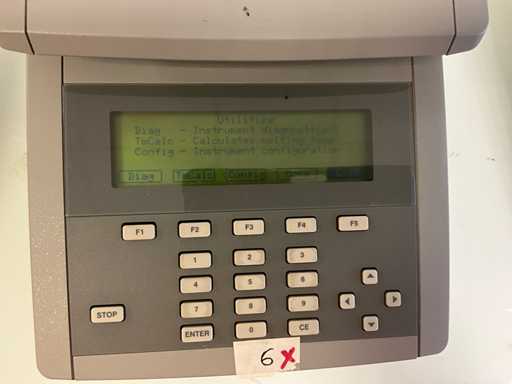 Utilities
Diag - Instrument diagnostics
TmCalc - Calculates melting temp
Config - Instrument configuration
Diag TmCalc Config
F1 F2 F3 F4 F5
1 2 3
4 5 6
STOP 7 8 9
ENTER 0 CE
6 X